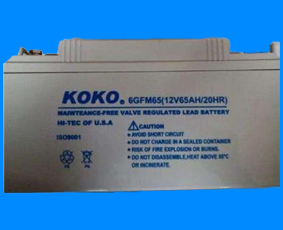 KOKO® 6GFM65(12V65AH/20HR)
MAINTEANCE-FREE VALVE REGULATED LEAD BATTERY
HI-TEC OF U.S.A
ISO9001
CAUTION
● AVOID SHORT CIRCUIT
● DO NOT CHARGE IN A SEALED CONTAINER
● RISK OF FIRE EXPLOSION OR BURNS.
● DO NOT DISASSEMBLE,HEAT ABOVE 50°C
OR INCINERATE.